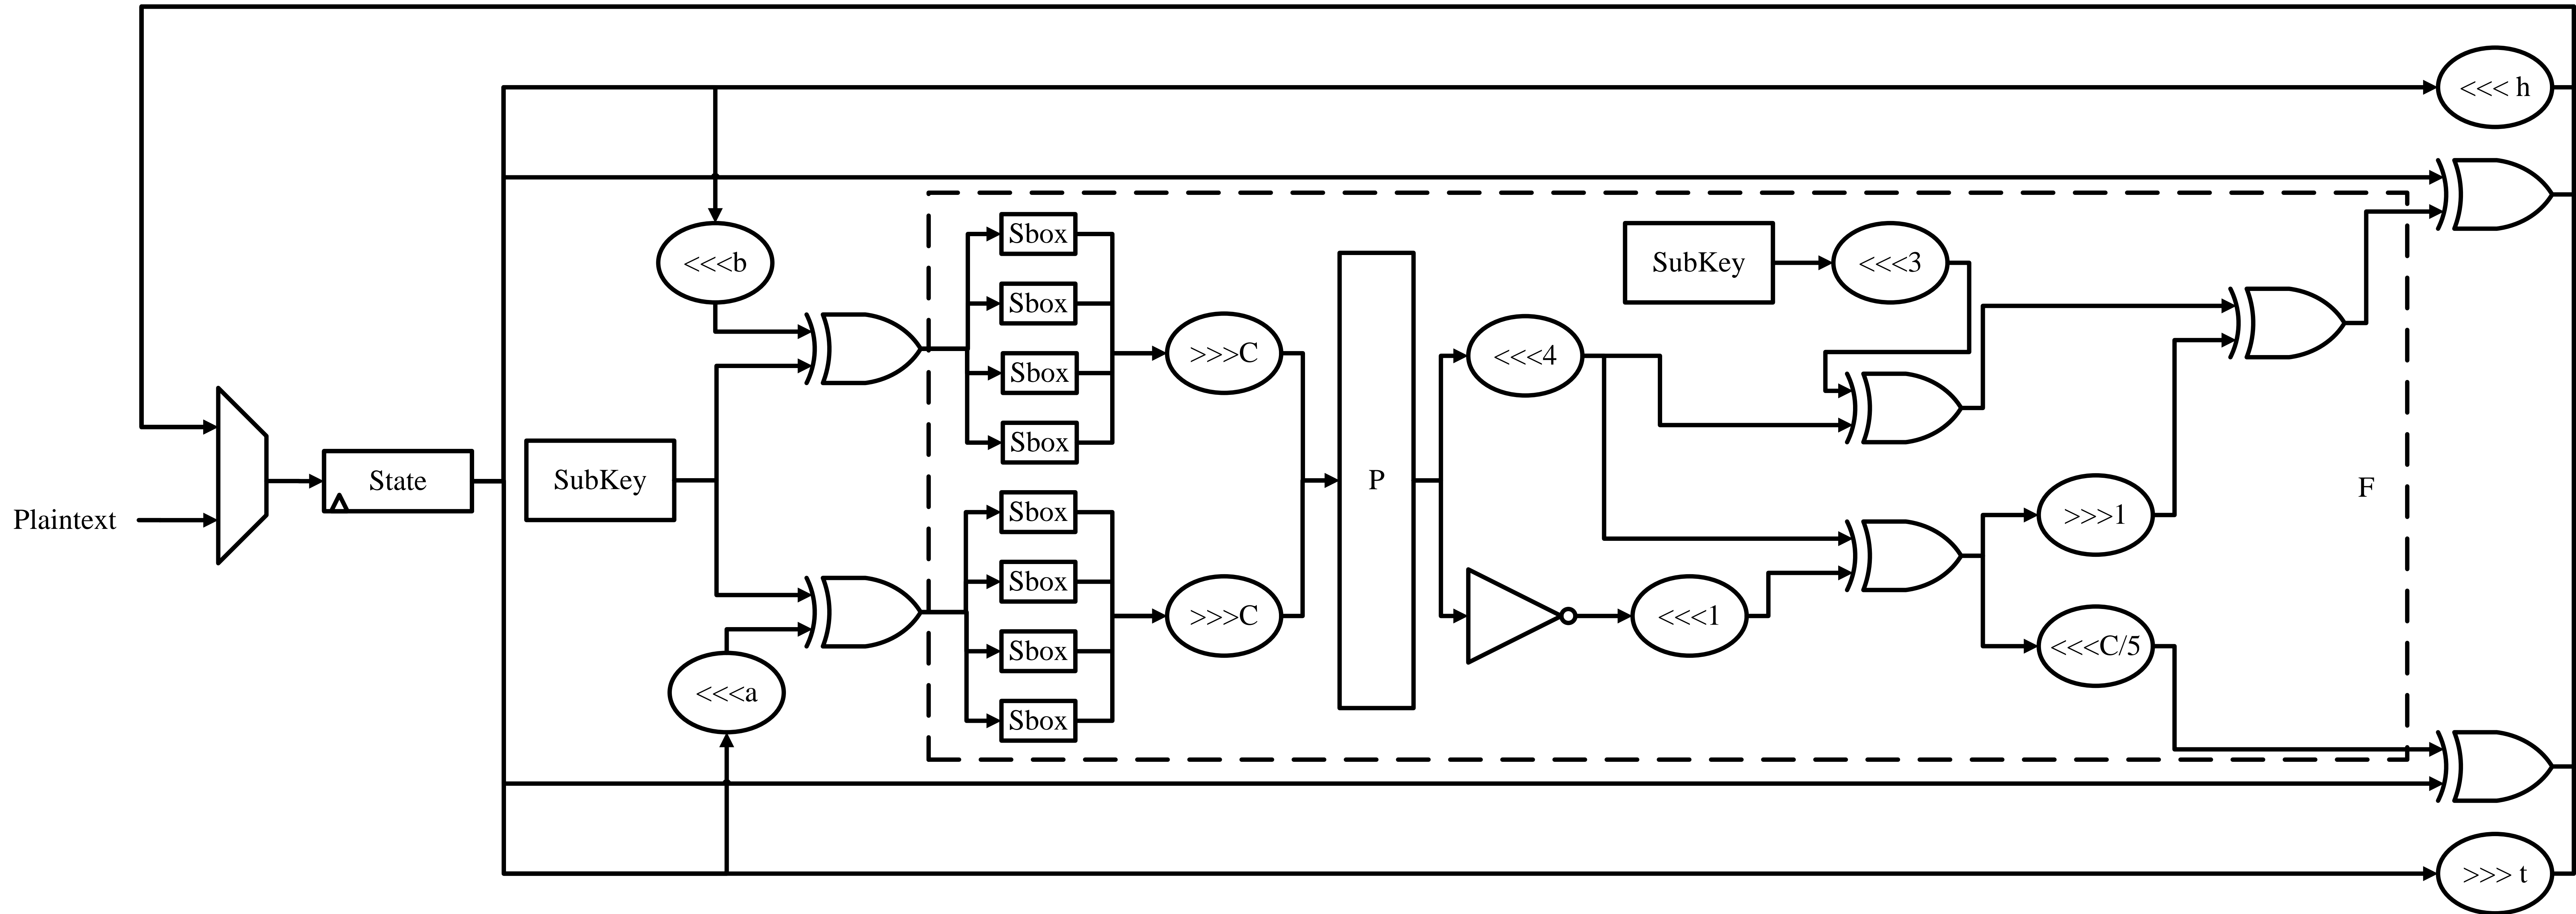 <<< h
<<<b
Sbox
Sbox
Sbox
Sbox
>>>C
SubKey
<<<3
<<<4
Plaintext
State
SubKey
P
>>>1
F
Sbox
Sbox
Sbox
Sbox
>>>C
<<<1
<<<C/5
<<<a
>>> t